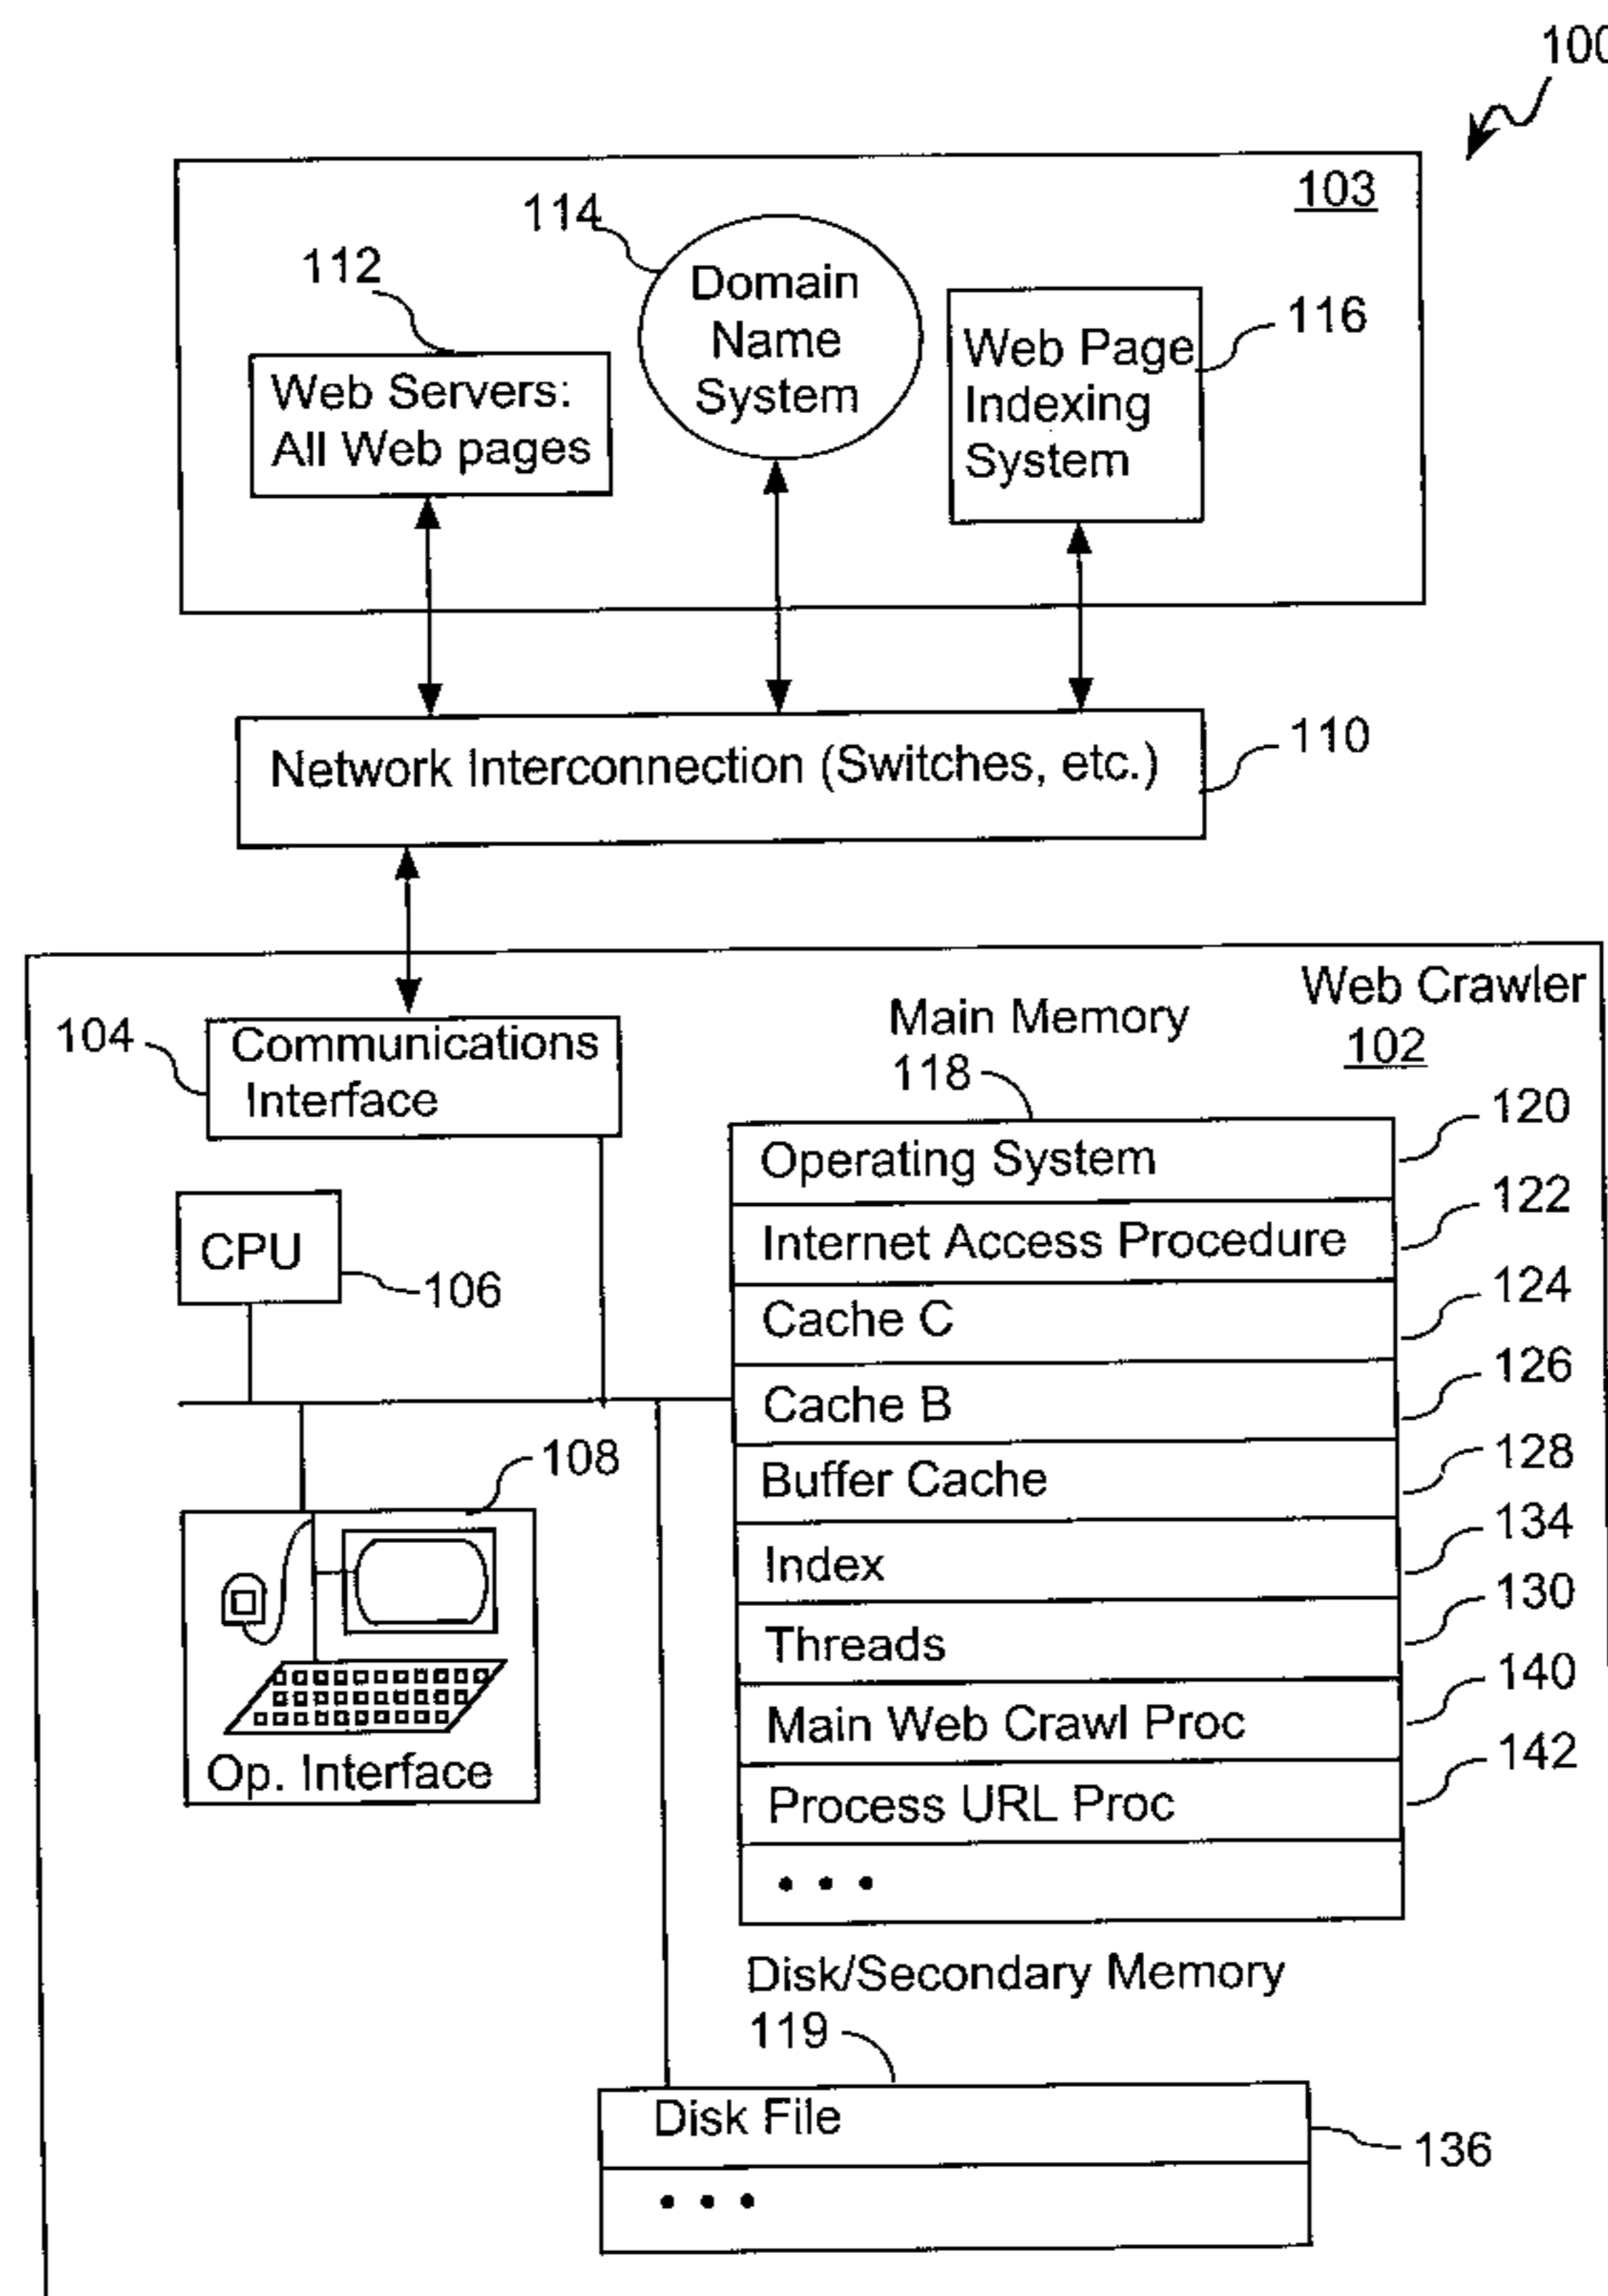 100
103
114
112
Domain
Name
System
116
Web Page
Indexing
System
Web Servers:
All Web pages
Network Interconnection (Switches, etc.)
110
Web Crawler
102
104
Communications
Interface
Main Memory
118
Operating System
120
Internet Access Procedure
122
CPU
106
Cache C
124
Cache B
126
Buffer Cache
128
108
Index
134
Threads
130
Main Web Crawl Proc
140
Op. Interface
Process URL Proc
142
• • •
Disk/Secondary Memory
119
Disk File
136
• • •